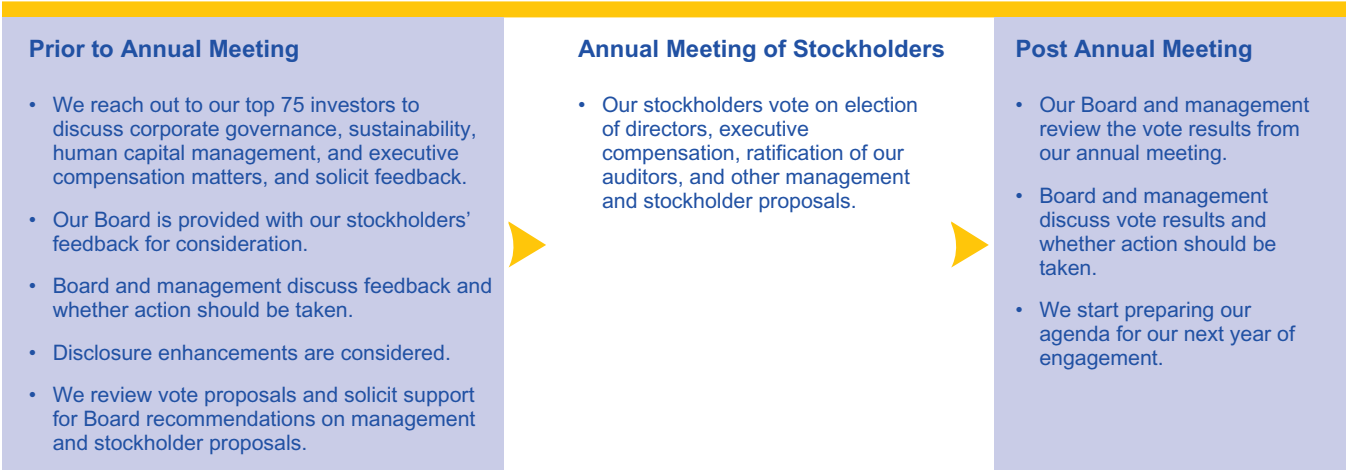 Prior to Annual Meeting
• We reach out to our top 75 investors to
discuss corporate governance, sustainability,
human capital management, and executive
compensation matters, and solicit feedback.
• Our Board is provided with our stockholders’
feedback for consideration.
• Board and management discuss feedback and
whether action should be taken.
• Disclosure enhancements are considered.
• We review vote proposals and solicit support
for Board recommendations on management
and stockholder proposals.
Annual Meeting of Stockholders
• Our stockholders vote on election
of directors, executive
compensation, ratification of our
auditors, and other management
and stockholder proposals.
Post Annual Meeting
• Our Board and management
review the vote results from
our annual meeting.
• Board and management
discuss vote results and
whether action should be
taken.
• We start preparing our
agenda for our next year of
engagement.